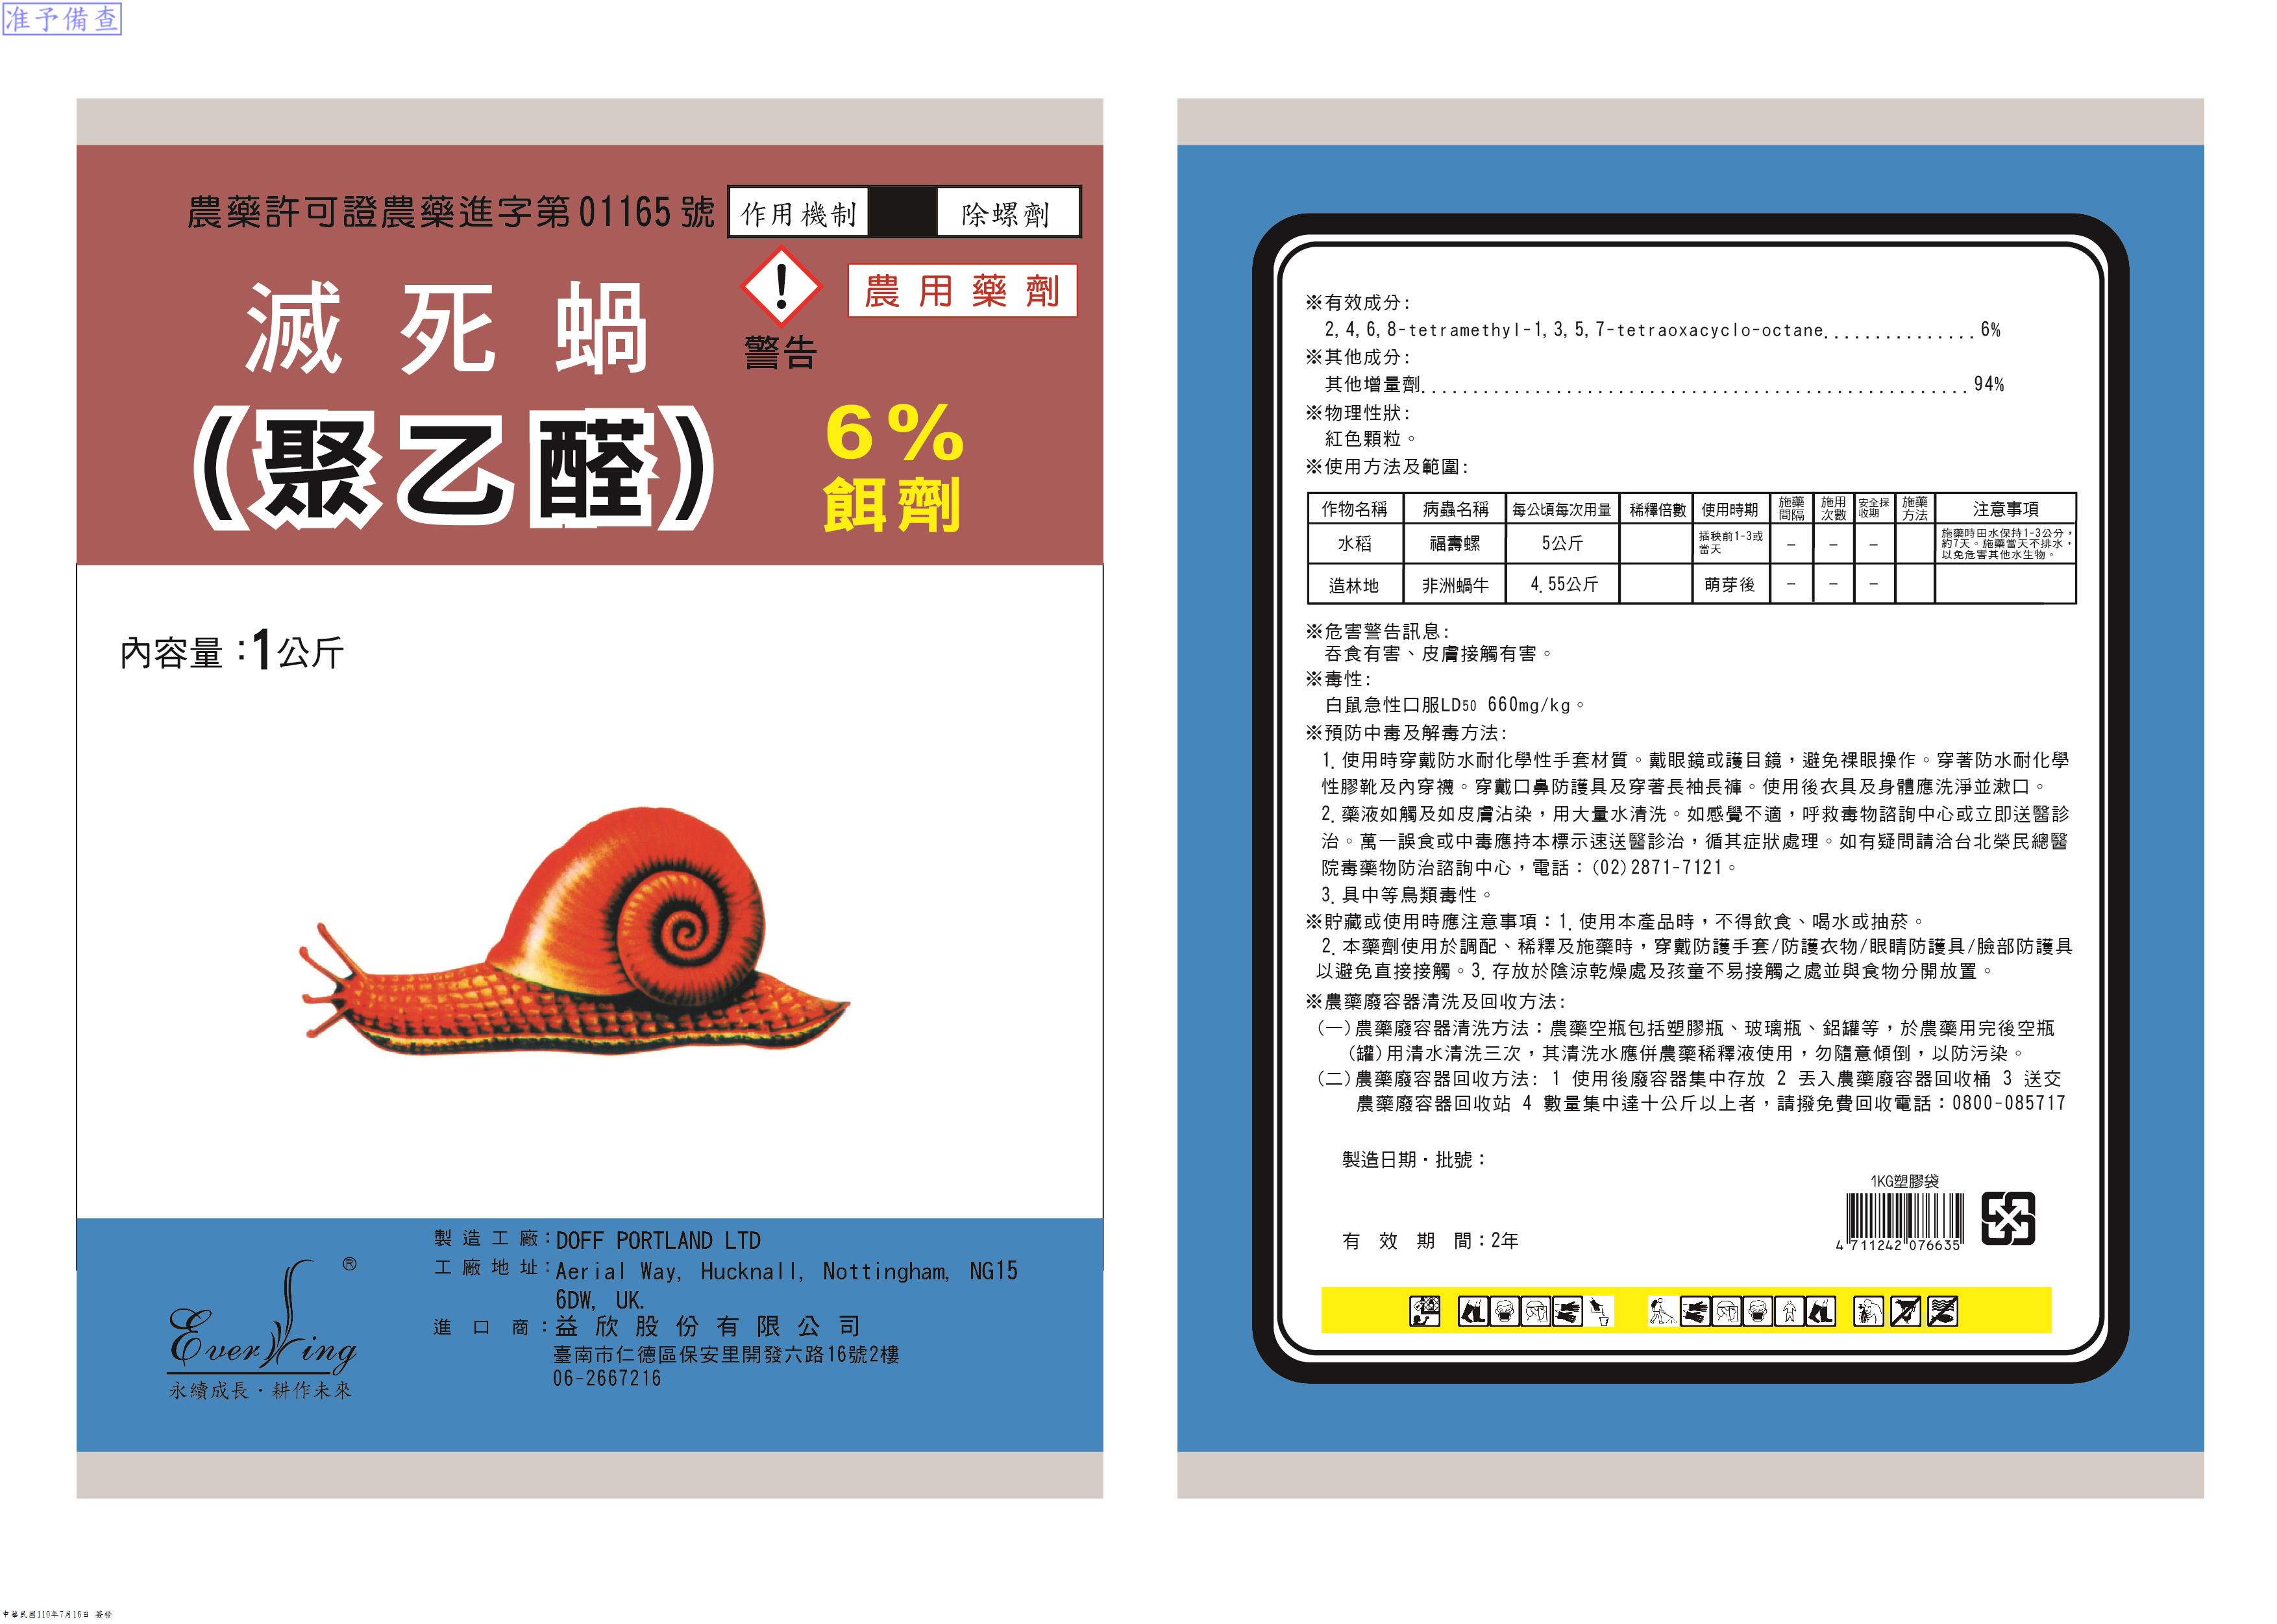 准予備查
農藥許可證農藥進字第01165號
作用機制 除螺劑
滅死蝸
警告
農用藥劑
(聚乙醛)
6%
餌劑
內容量：1公斤
製造工廠：DOFF PORTLAND LTD
工廠地址：Aerial Way, Hucknall, Nottingham, NG15
6DW, UK.
進口商：益欣股份有限公司
臺南市仁德區保安里開發六路16號2樓
06-2667216
®
EverWing
永續成長·耕作未來
※有效成分:
2,4,6,8-tetramethyl-1,3,5,7-tetraoxacyclo-octane...............6%
※其他成分:
其他增量劑......................................................94%
※物理性狀:
紅色顆粒。
※使用方法及範圍:
作物名稱 病蟲名稱 每公頃每次用量 稀釋倍數 使用時期 施藥間隔 施用次數 安全採收期 施藥方法 注意事項
水稻 福壽螺 5公斤 插秧前1-3或當天 － － － 施藥時田水保持1-3公分，約7天。施藥當天不排水，以免危害其他水生物。
造林地 非洲蝸牛 4.55公斤 萌芽後 － － －
※危害警告訊息:
吞食有害、皮膚接觸有害。
※毒性:
白鼠急性口服LD50 660mg/kg。
※預防中毒及解毒方法:
1.使用時穿戴防水耐化學性手套材質。戴眼鏡或護目鏡，避免裸眼操作。穿著防水耐化學
性膠靴及內穿襪。穿戴口鼻防護具及穿著長袖長褲。使用後衣具及身體應洗淨並漱口。
2.藥液如觸及如皮膚沾染，用大量水清洗。如感覺不適，呼救毒物諮詢中心或立即送醫診
治。萬一誤食或中毒應持本標示速送醫診治，循其症狀處理。如有疑問請洽台北榮民總醫
院毒藥物防治諮詢中心，電話：(02)2871-7121。
3.具中等鳥類毒性。
※貯藏或使用時應注意事項：1.使用本產品時，不得飲食、喝水或抽菸。
2.本藥劑使用於調配、稀釋及施藥時，穿戴防護手套/防護衣物/眼睛防護具/臉部防護具
以避免直接接觸。3.存放於陰涼乾燥處及孩童不易接觸之處並與食物分開放置。
※農藥廢容器清洗及回收方法:
(一)農藥廢容器清洗方法：農藥空瓶包括塑膠瓶、玻璃瓶、鋁罐等，於農藥用完後空瓶
(罐)用清水清洗三次，其清洗水應併農藥稀釋液使用，勿隨意傾倒，以防污染。
(二)農藥廢容器回收方法: 1 使用後廢容器集中存放 2 丟入農藥廢容器回收桶 3 送交
農藥廢容器回收站 4 數量集中達十公斤以上者，請撥免費回收電話：0800-085717
製造日期·批號：
1KG塑膠袋
4 711242 076635
有效期間：2年
中華民國110年7月16日 簽發